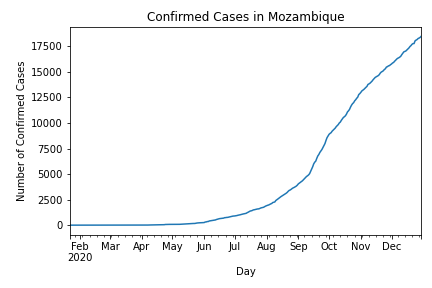 Confirmed Cases in Mozambique
Number of Confirmed Cases
17500
15000
12500
10000
7500
5000
2500
0
Feb Mar Apr May Jun Jul Aug Sep Oct Nov Dec
2020
Day